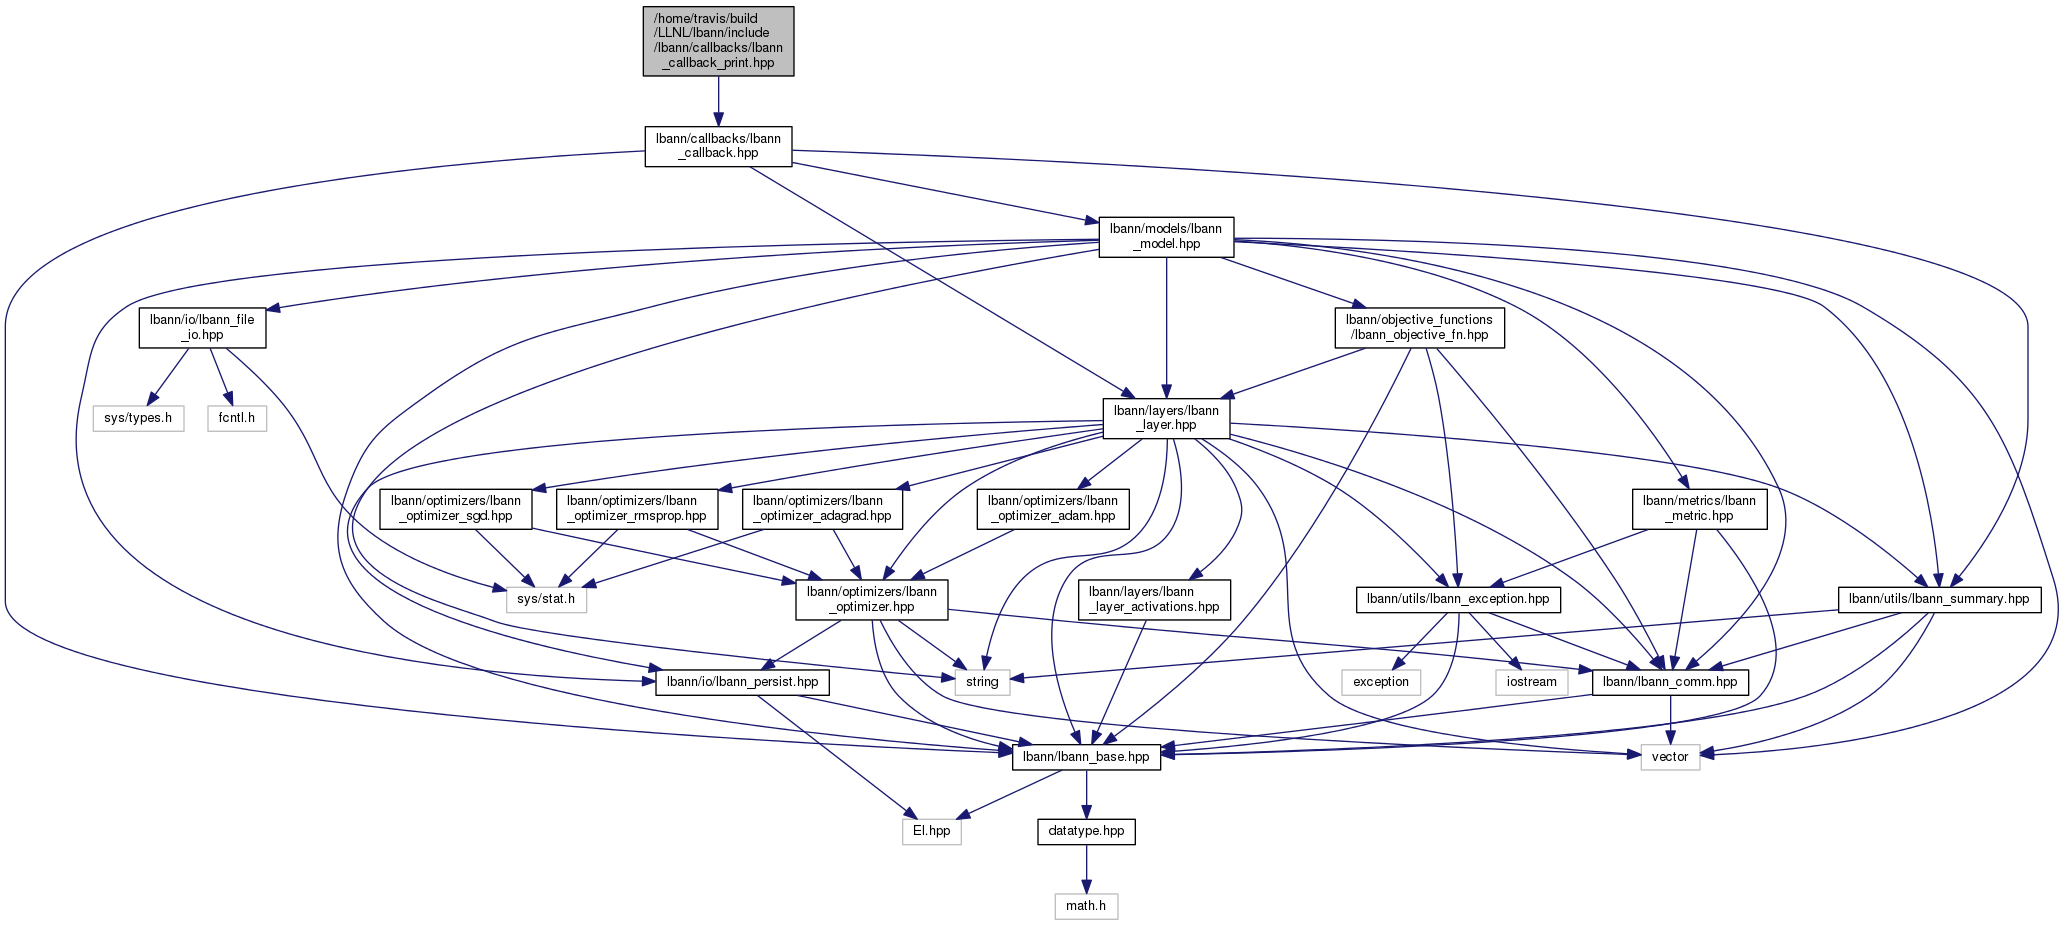 /home/travis/build
/LLNL/lbann/include
/lbann/callbacks/lbann
_callback_print.hpp
lbann/callbacks/lbann
_callback.hpp
lbann/models/lbann
_model.hpp
lbann/io/lbann_file
_io.hpp
lbann/objective_functions
/lbann_objective_fn.hpp
sys/types.h
fcntl.h
lbann/layers/lbann
_layer.hpp
lbann/optimizers/lbann
_optimizer_sgd.hpp
lbann/optimizers/lbann
_optimizer_rmsprop.hpp
lbann/optimizers/lbann
_optimizer_adagrad.hpp
lbann/optimizers/lbann
_optimizer_adam.hpp
lbann/metrics/lbann
_metric.hpp
sys/stat.h
lbann/optimizers/lbann
_optimizer.hpp
lbann/layers/lbann
_layer_activations.hpp
lbann/utils/lbann_exception.hpp
lbann/utils/lbann_summary.hpp
lbann/io/lbann_persist.hpp
string
exception
iostream
lbann/lbann_comm.hpp
lbann/lbann_base.hpp
vector
El.hpp
datatype.hpp
math.h